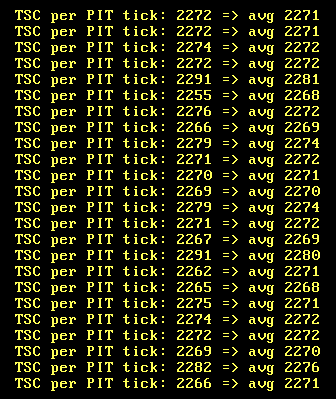 TSC per PIT tick: 2272 => avg 2271
TSC per PIT tick: 2272 => avg 2271
TSC per PIT tick: 2274 => avg 2272
TSC per PIT tick: 2272 => avg 2272
TSC per PIT tick: 2291 => avg 2281
TSC per PIT tick: 2255 => avg 2268
TSC per PIT tick: 2276 => avg 2272
TSC per PIT tick: 2266 => avg 2269
TSC per PIT tick: 2279 => avg 2274
TSC per PIT tick: 2271 => avg 2272
TSC per PIT tick: 2270 => avg 2271
TSC per PIT tick: 2269 => avg 2270
TSC per PIT tick: 2279 => avg 2274
TSC per PIT tick: 2271 => avg 2272
TSC per PIT tick: 2267 => avg 2269
TSC per PIT tick: 2291 => avg 2280
TSC per PIT tick: 2262 => avg 2271
TSC per PIT tick: 2265 => avg 2268
TSC per PIT tick: 2275 => avg 2271
TSC per PIT tick: 2274 => avg 2272
TSC per PIT tick: 2272 => avg 2272
TSC per PIT tick: 2269 => avg 2270
TSC per PIT tick: 2282 => avg 2276
TSC per PIT tick: 2266 => avg 2271